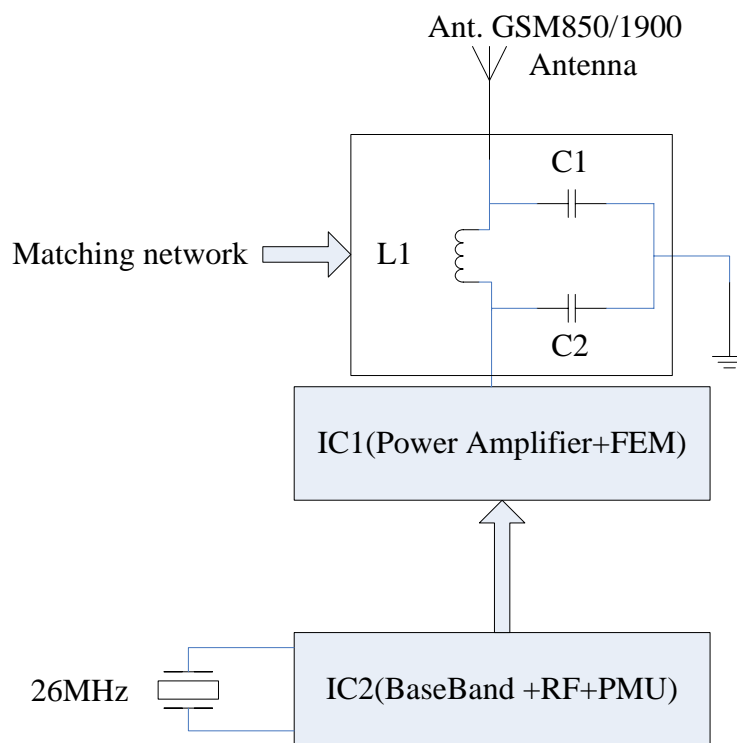 Ant. GSM850/1900
Antenna
C1
Matching network
L1
C2
IC1(Power Amplifier+FEM)
26MHz
IC2(BaseBand +RF+PMU)